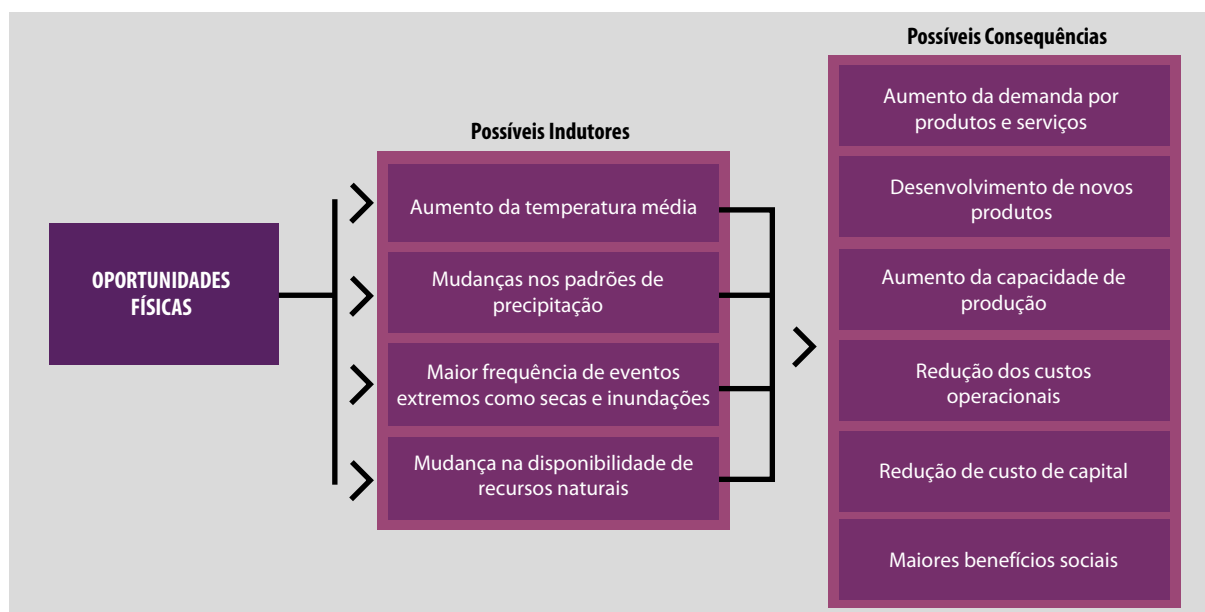 OPORTUNIDADES
FÍSICAS
Possíveis Indutores
Aumento da temperatura média
Mudanças nos padrões de
precipitação
Maior frequência de eventos
extremos como secas e inundações
Mudança na disponibilidade de
recursos naturais
Possíveis Consequências
Aumento da demanda por
produtos e serviços
Desenvolvimento de novos
produtos
Aumento da capacidade de
produção
Redução dos custos
operacionais
Redução de custo de capital
Maiores benefícios sociais